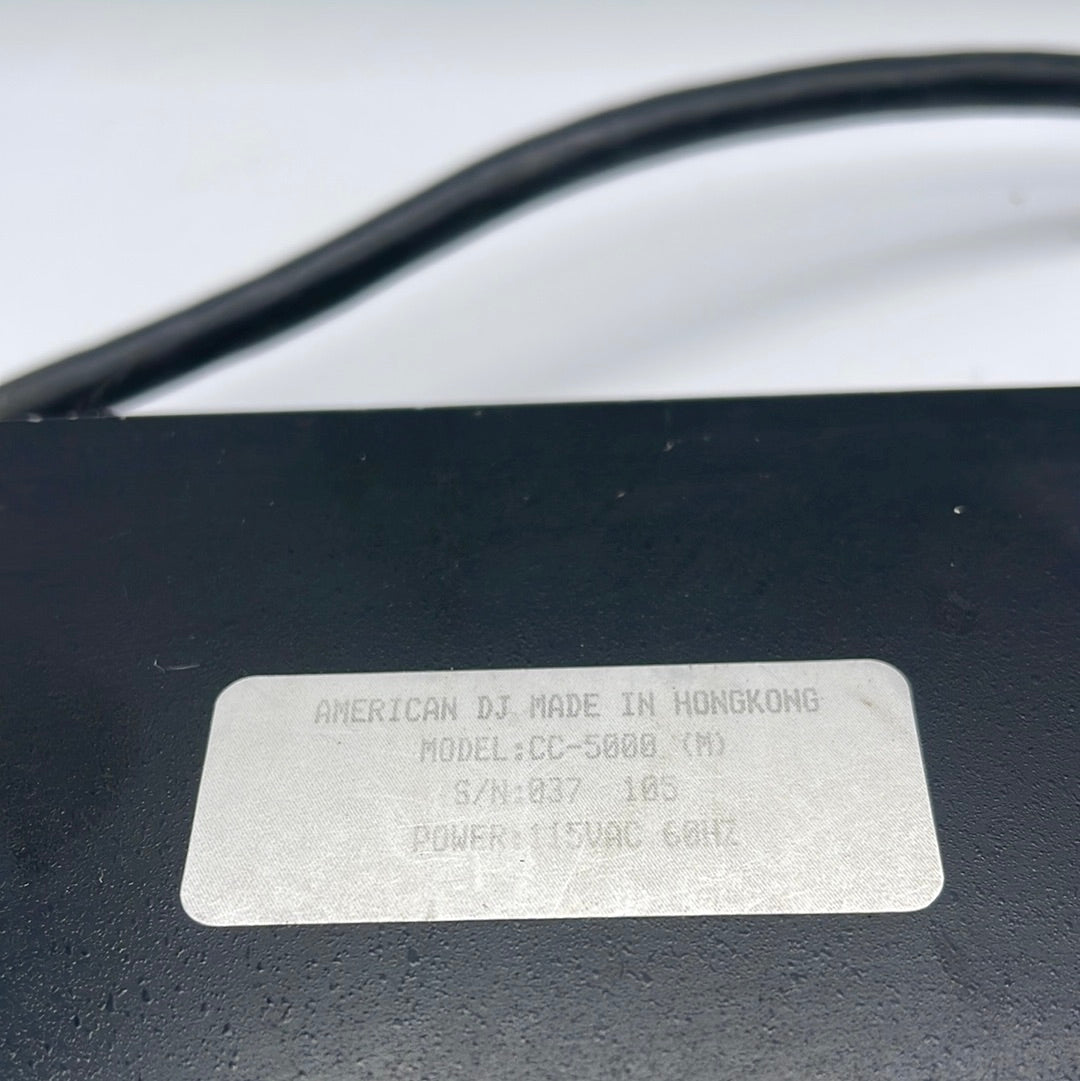 AMERICAN DJ MADE IN HONGKONG
MODEL:CC-5000 (M)
S/N:037 105
POWER:115VAC 60HZ